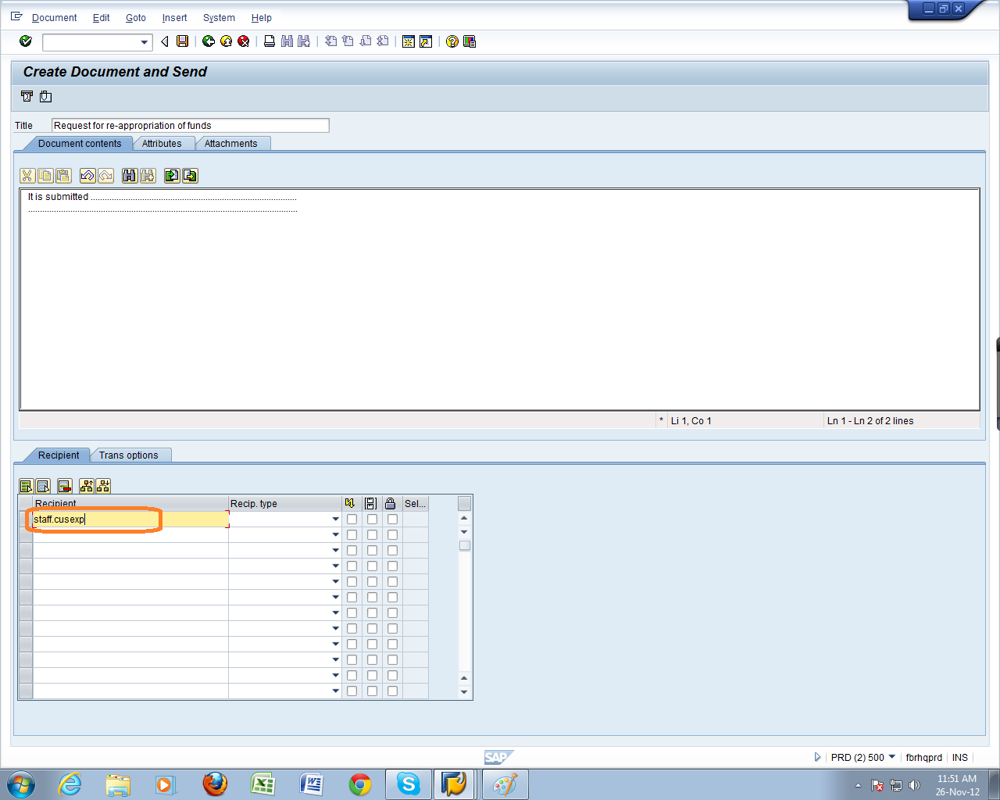 Document Edit Goto Insert System Help
Create Document and Send
Title Request for re-appropriation of funds
Document contents Attributes Attachments
It is submitted ........................................................................................
...................................................................................................................
* Li 1, Co 1 Ln 1 - Ln 2 of 2 lines
Recipient Trans options
Recipient Recip. type Sel...
staff.cusexp
SAP PRD (2) 500 fbrhqprd INS
11:51 AM
26-Nov-12